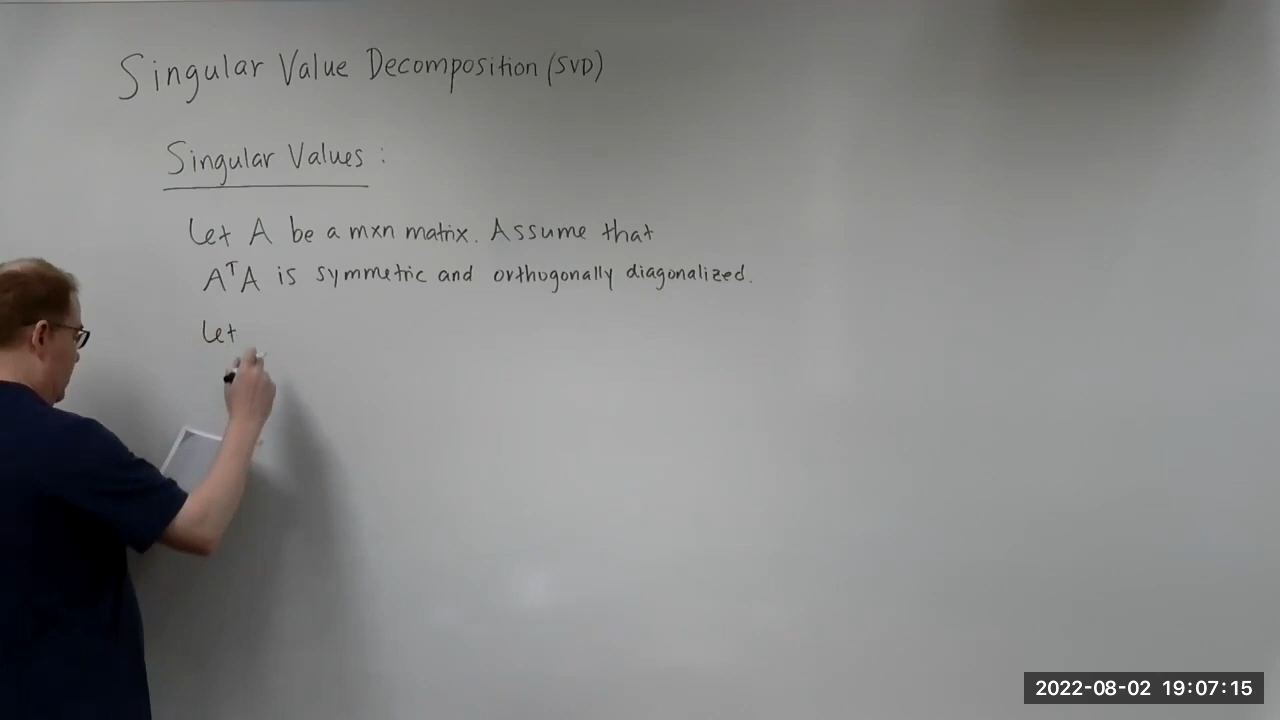 Singular Value Decomposition (SVD)
Singular Values :
Let A be a mxn matrix. Assume that
AᵀA is symmetric and orthogonally diagonalized.
Let
2022-08-02 19:07:15